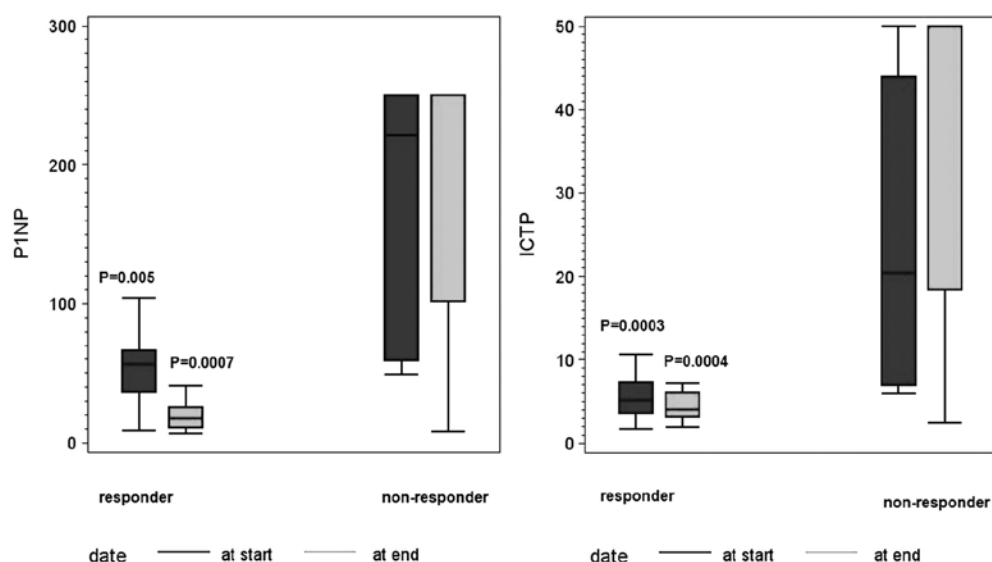 300
200
100
0
P1NP
P=0.005
P=0.0007
responder
non-responder
date
at start
at end
50
40
30
20
10
0
ICTP
P=0.0003
P=0.0004
responder
non-responder
date
at start
at end